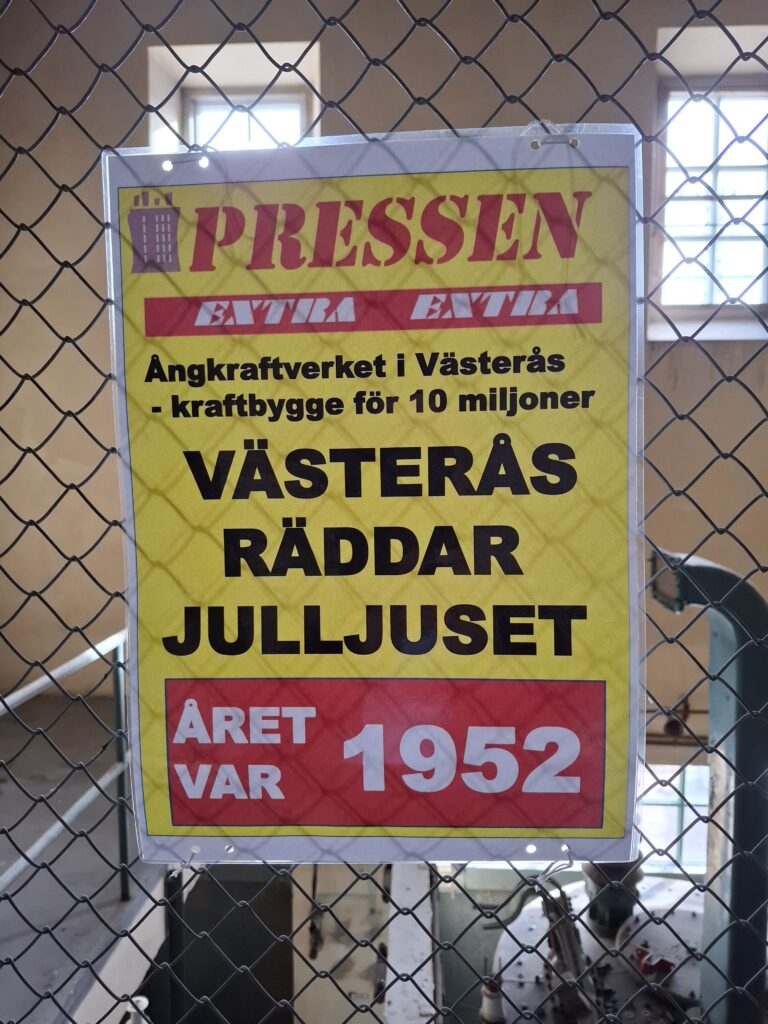 PRESSEN
EXTRA EXTRA
Ångkraftverket i Västerås
- kraftbygge för 10 miljoner
VÄSTERÅS
RÄDDAR
JULLJUSET
ÅRET
VAR
1952